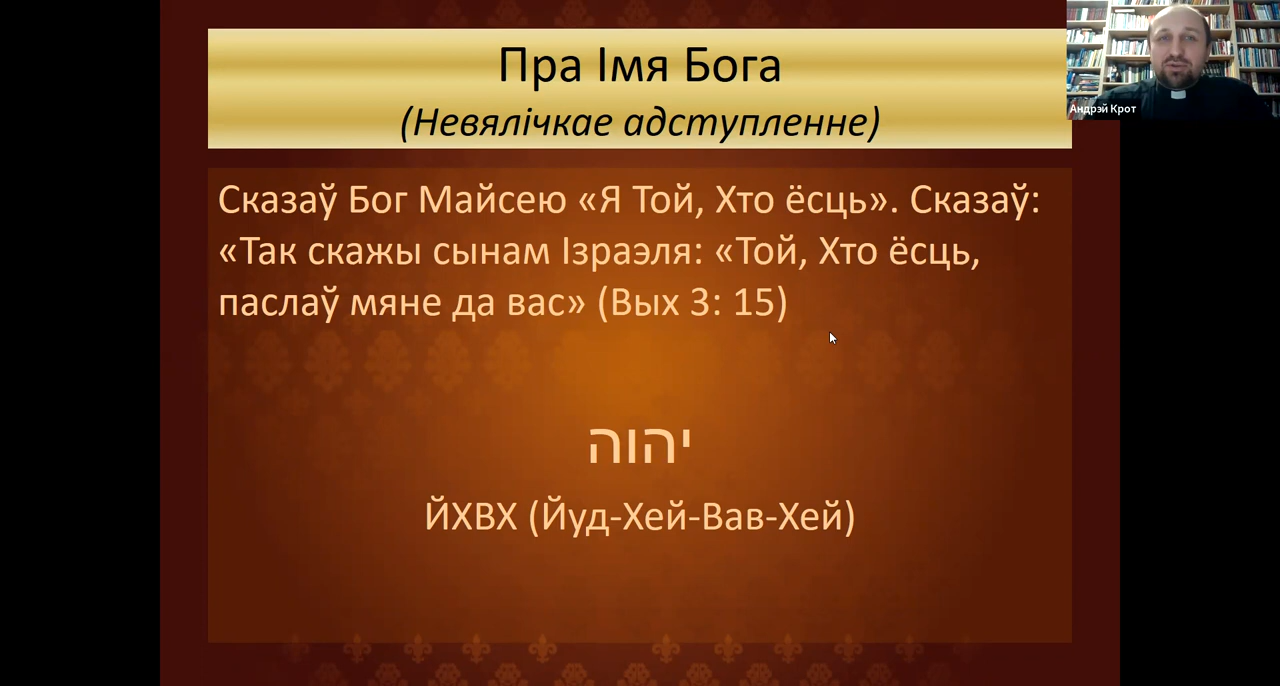 Пра Імя Бога
(Невялічкае адступленне)
Андрэй Крот
Сказаў Бог Майсею «Я Той, Хто ёсць». Сказаў:
«Так скажы сынам Ізраэля: «Той, Хто ёсць,
паслаў мяне да вас» (Вых 3: 15)
יהוה
ЙХВХ (Йуд-Хей-Вав-Хей)